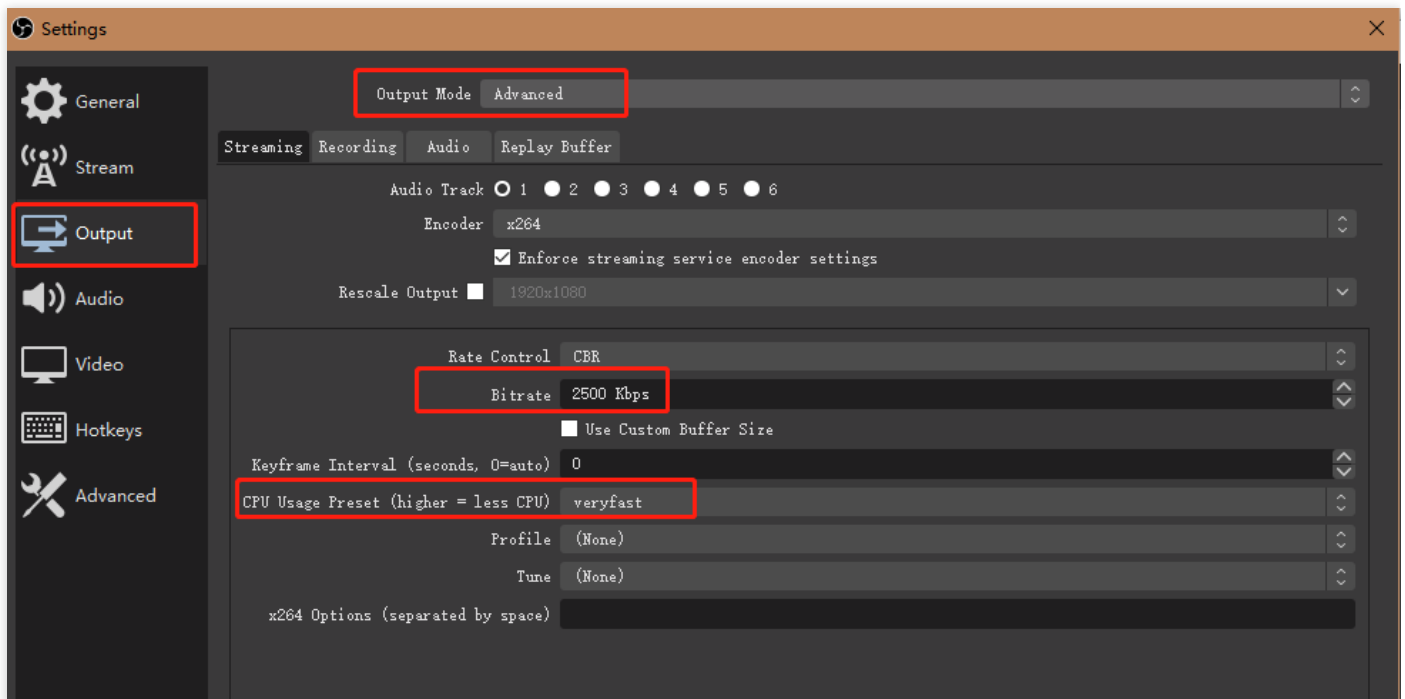 Settings
General
Stream
Output
Audio
Video
Hotkeys
Advanced
Output Mode Advanced
Streaming Recording Audio Replay Buffer
Audio Track 1 2 3 4 5 6
Encoder x264
Enforce streaming service encoder settings
Rescale Output 1920x1080
Rate Control CBR
Bitrate 2500 Kbps
Use Custom Buffer Size
Keyframe Interval (seconds, 0=auto) 0
CPU Usage Preset (higher = less CPU) veryfast
Profile (None)
Tune (None)
x264 Options (separated by space)